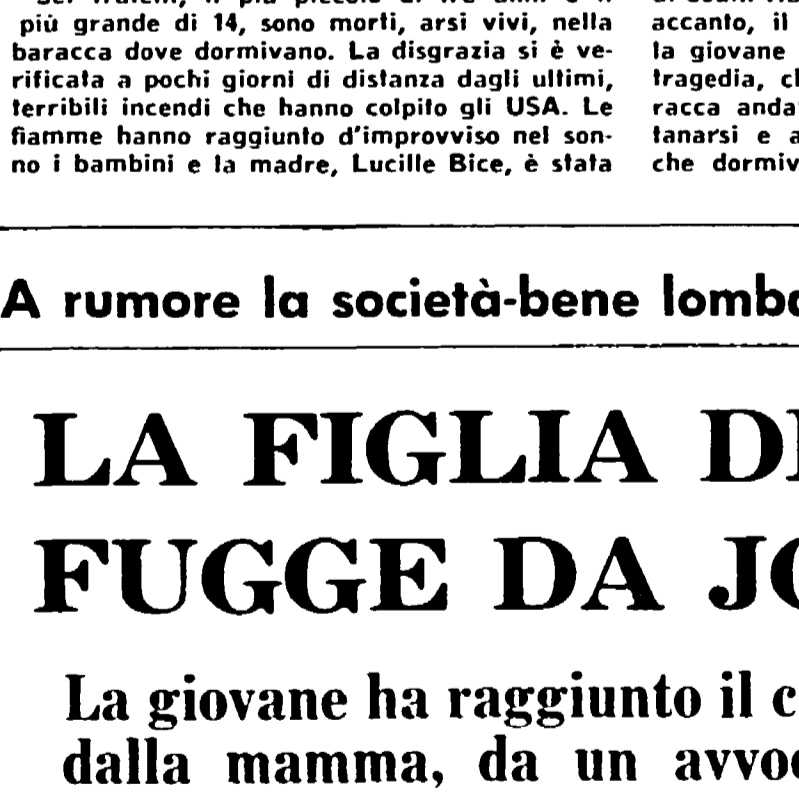 più grande di 14, sono morti, arsi vivi, nella
baracca dove dormivano. La disgrazia si è ve-
rificata a pochi giorni di distanza dagli ultimi,
terribili incendi che hanno colpito gli USA. Le
fiamme hanno raggiunto d'improvviso nel son-
no i bambini e la madre, Lucille Bice, è stata
accanto, il
la giovane
tragedia, c
racca anda
tanarsi e a
che dormiv
A rumore la società-bene lomb
LA FIGLIA D
FUGGE DA J
La giovane ha raggiunto il c
dalla mamma, da un avvo